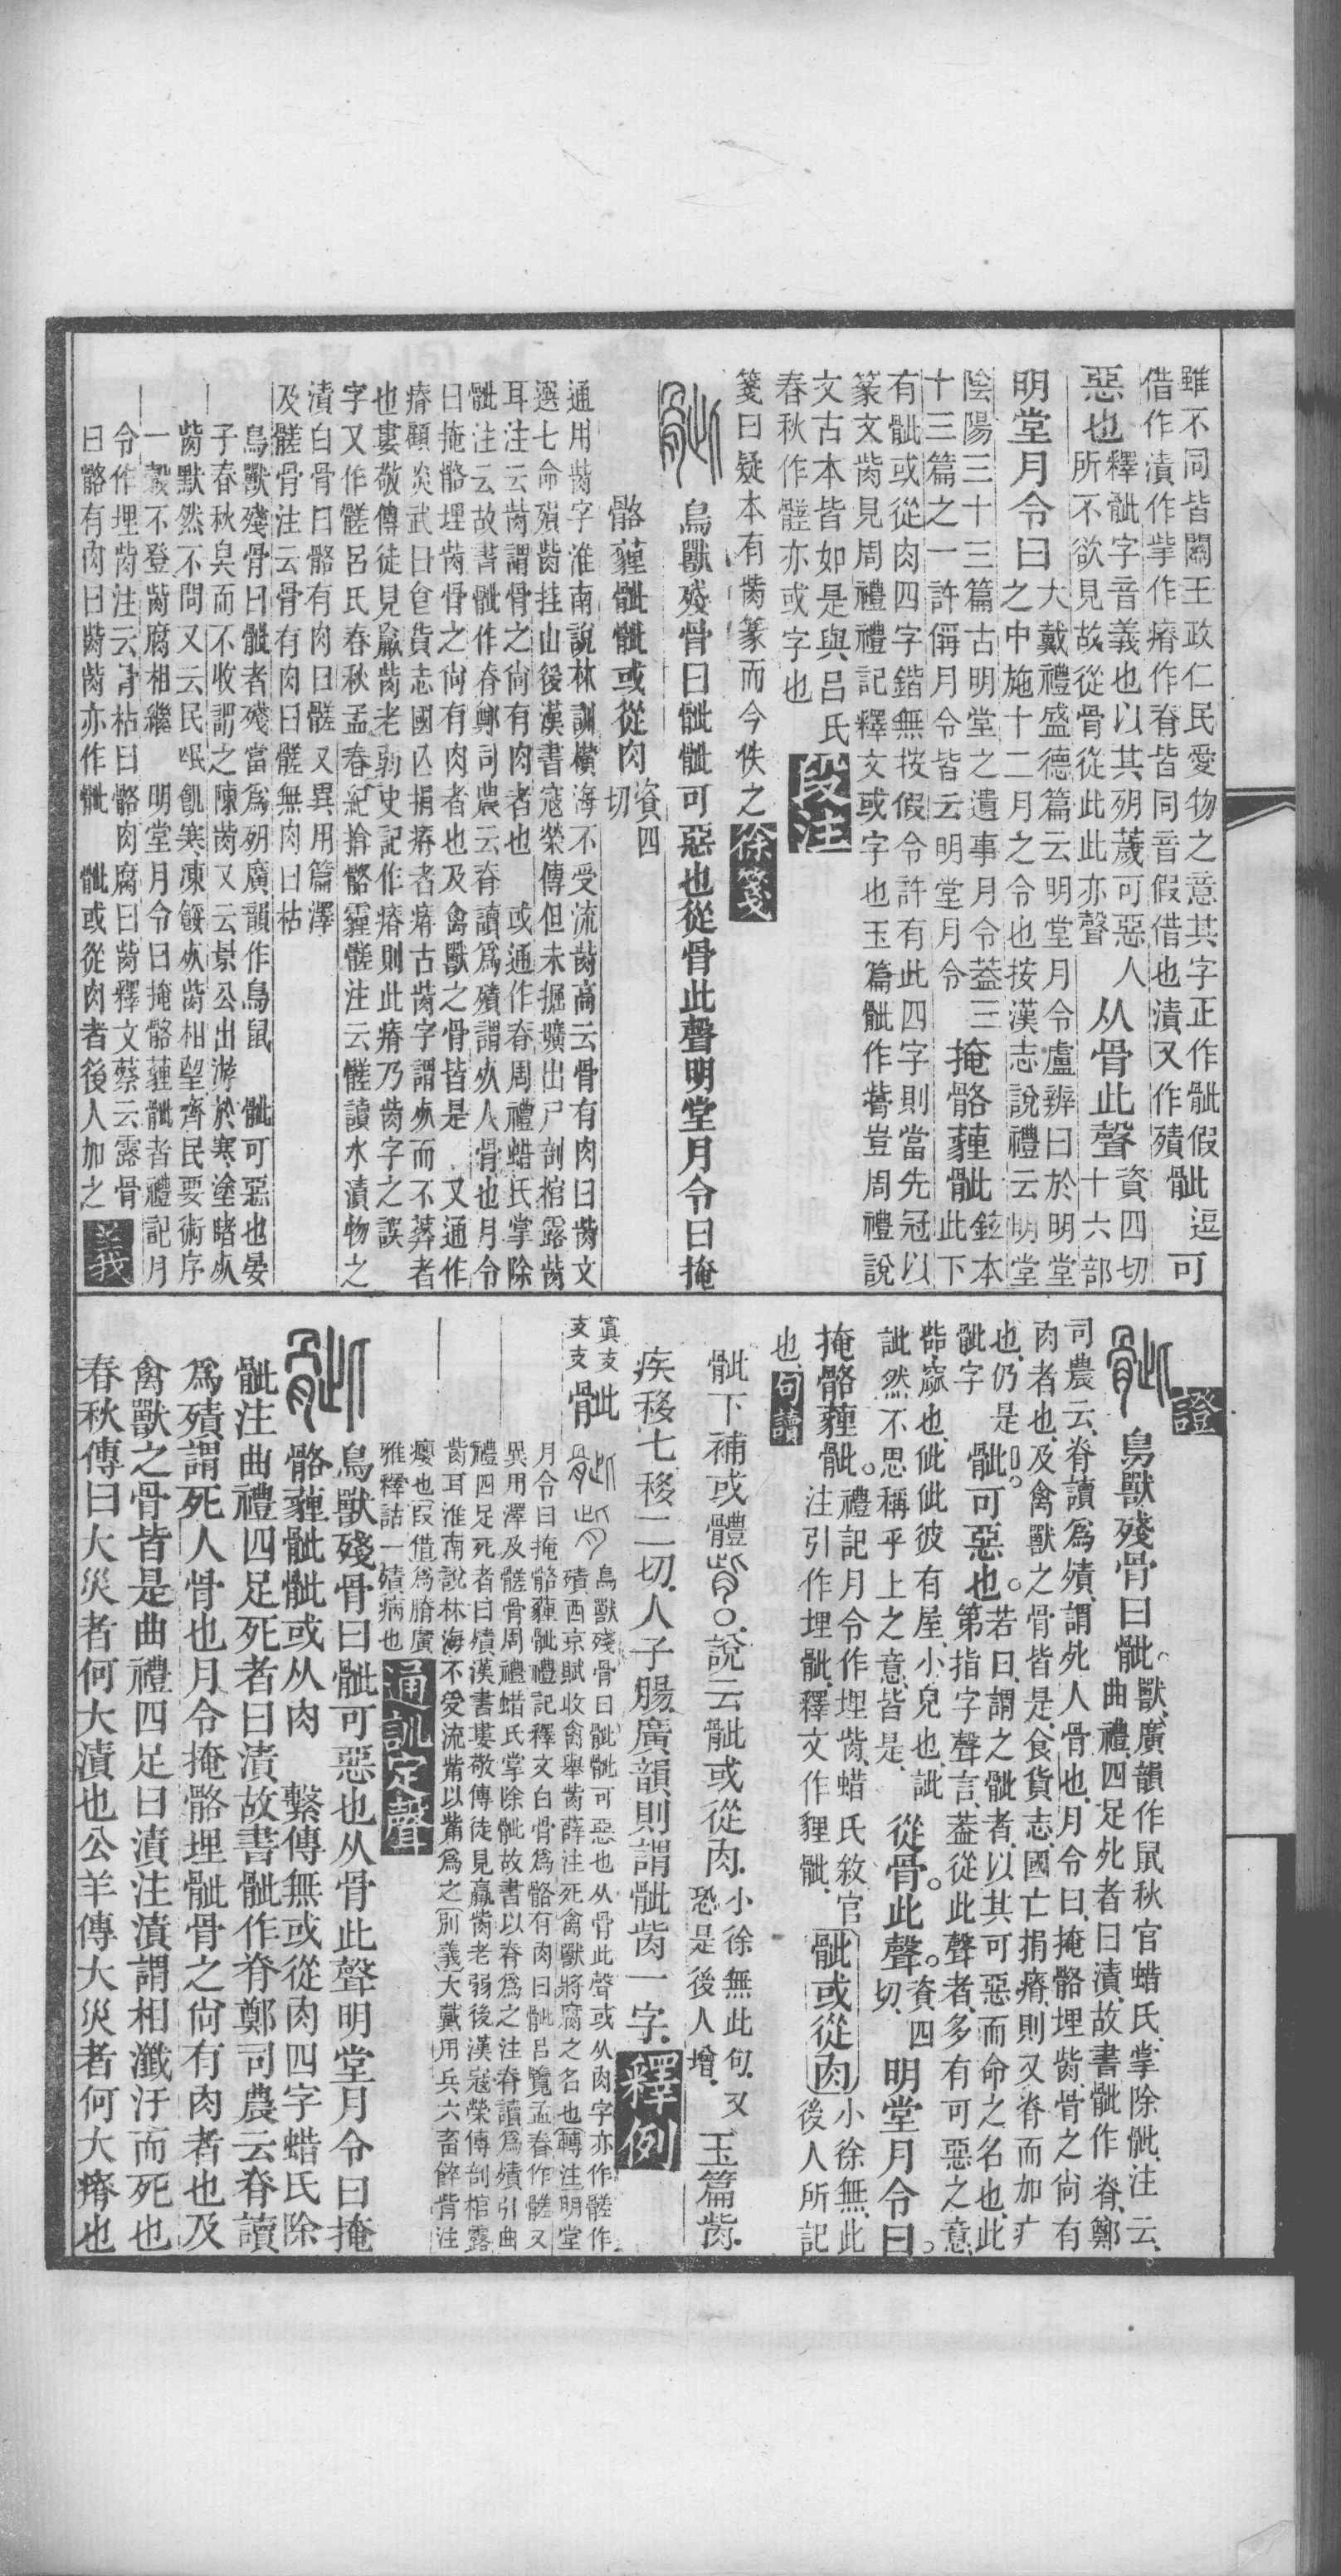 雖不同皆關王政仁民愛物之意其字正作骴假
借作漬作掌作瘠作脊皆同音假借也漬又作殨
骴逗可
惡也釋骴字音義也以其䏿薉可惡人
所不欲見故從骨從此此亦聲从骨此聲資四切
十六部
明堂月令曰大戴禮盛德篇云明堂月令盧辨曰於明堂
之中施十二月之令也按漢志說禮云明堂
陰陽三十三篇古明堂之遺事月令葢三
十三篇之一許偁月令皆云明堂月令掩骼薶骴此下鉉本
有骴或從肉四字鍇無按假令許有此四字則當先冠以
篆文胔見周禮禮記釋文或字也玉篇骴作㱴豈周禮說
文古本皆如是與呂氏
春秋作髊亦或字也段注
箋曰疑本有胔篆而今佚之徐箋
鳥獸殘骨曰骴骴可惡也從骨此聲明堂月令曰掩
骼薶骴骴或從肉資四
切
通用胔字淮南說林訓橫海不受流胔高云骨有肉曰胔文
選七命殞胔挂山後漢書寇榮傳但未掘壙出尸剖棺露胔
耳注云胔謂骨之尙有肉者也 或通作脊周禮蜡氏掌除
骴注云故書骴作脊鄭司農云脊讀爲殨謂死人骨也月令
曰掩骼埋胔骨之尙有肉者也及禽獸之骨皆是 又通作
瘠顧炎武曰食貨志國亡捐瘠者瘠古胔字謂死而不葬者
也婁敬傳徒見羸胔老弱史記作瘠則此瘠乃胔字之誤
字又作髊呂氏春秋孟春紀揜骼霾髊注云髊讀水漬物之
漬白骨曰骼有肉曰髊又異用篇澤
及髊骨注云骨有肉曰髊無肉曰枯
鳥獸殘骨曰骴者殘當爲䏿廣韻作鳥鼠 骴可惡也晏
子春秋臭而不收謂之陳胔又云景公出游於寒塗睹死
胔默然不問又云民氓飢寒凍餒死胔相望齊民要術序
一穀不登胔腐相繼 明堂月令曰掩骼薶骴者禮記月
令作埋胔注云骨枯曰骼肉腐曰胔釋文蔡云露骨
曰骼有肉曰胔胔亦作骴 骴或從肉者後人加之義
證
鳥獸殘骨曰骴獸廣韻作鼠秋官蜡氏掌除骴注云
曲禮四足死者曰漬故書骴作脊鄭
司農云脊讀爲殨謂死人骨也月令曰掩骼埋胔骨之尙有
肉者也及禽獸之骨皆是食貨志國亡捐瘠則又脊而加疒
也仍是骴可惡也若曰謂之骴者以其可惡而命之名也此
骴字第指字聲言葢從此聲者多有可惡之意
呰窳也佌佌彼有屋小兒也訿
訿然不思稱乎上之意皆是從骨此聲資四
切明堂月令曰
掩骼薶骴禮記月令作埋胔蜡氏敘官
注引作埋骴釋文作貍骴骴或從肉小徐無此
後人所記
也句讀
骴下補或體胔○說云骴或從肉小徐無此句又
恐是後人增玉篇胔
疾移七移二切人子腸廣韻則謂骴胔一字釋例
寘支
支支骴鳥獸殘骨曰骴骴可惡也从骨此聲或从肉字亦作髊作
殨西京賦收禽舉胔薛注死禽獸將腐之名也轉注明堂
月令曰掩骼薶骴禮記釋文白骨爲骼有肉曰骴呂覽孟春作髊又
異用澤及髊骨周禮蜡氏掌除骴故書以脊爲之注脊讀爲殨引曲
禮四足死者曰殨漢書婁敬傳徒見羸胔老弱後漢寇榮傳剖棺露
胔耳淮南說林海不受流胔以胔爲之別義大戴用兵六畜䬪胔注
瘦也叚借爲膌廣
雅釋詁一殨病也通訓定聲
鳥獸殘骨曰骴骴可惡也从骨此聲明堂月令曰掩
骼薶骴骴或从肉 繫傳無或從肉四字蜡氏除
骴注曲禮四足死者曰漬故書骴作脊鄭司農云脊讀
爲殨謂死人骨也月令掩骼埋骴骨之尙有肉者也及
禽獸之骨皆是曲禮四足曰漬注漬謂相瀸汙而死也
春秋傳曰大災者何大漬也公羊傳大災者何大瘠也